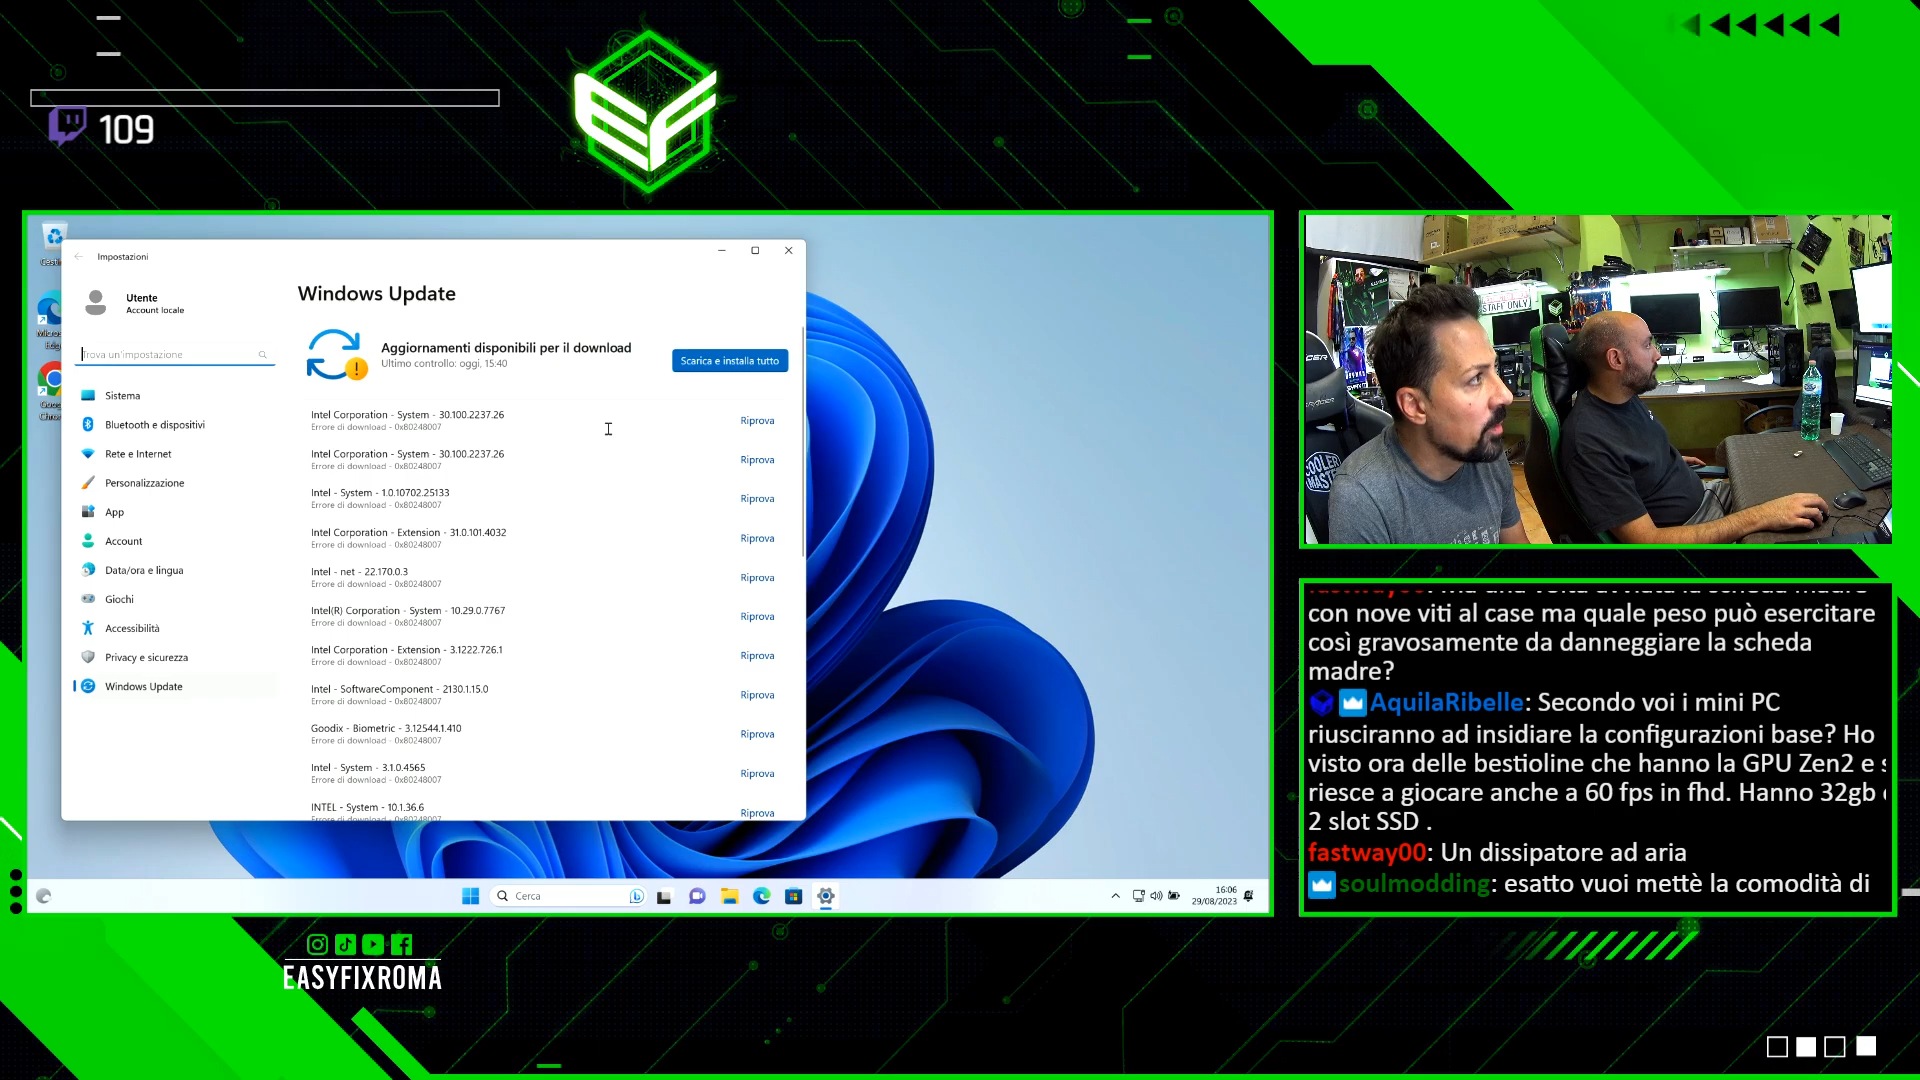 109
EF
Impostazioni
Utente
Account locale
Trova un'impostazione
Sistema
Bluetooth e dispositivi
Rete e Internet
Personalizzazione
App
Account
Data/ora e lingua
Giochi
Accessibilità
Privacy e sicurezza
Windows Update
Windows Update
Aggiornamenti disponibili per il download
Ultimo controllo: oggi, 15:40
Scarica e installa tutto
Intel Corporation - System - 30.100.2237.26
Errore di download - 0x80248007
Riprova
Intel Corporation - System - 30.100.2237.26
Errore di download - 0x80248007
Riprova
Intel - System - 1.0.10702.25133
Errore di download - 0x80248007
Riprova
Intel Corporation - Extension - 31.0.101.4032
Errore di download - 0x80248007
Riprova
Intel - net - 22.170.0.3
Errore di download - 0x80248007
Riprova
Intel(R) Corporation - System - 10.29.0.7767
Errore di download - 0x80248007
Riprova
Intel Corporation - Extension - 3.1222.726.1
Errore di download - 0x80248007
Riprova
Intel - SoftwareComponent - 2130.1.15.0
Errore di download - 0x80248007
Riprova
Goodix - Biometric - 3.12544.1.410
Errore di download - 0x80248007
Riprova
Intel - System - 3.1.0.4565
Errore di download - 0x80248007
Riprova
INTEL - System - 10.1.36.6
Errore di download - 0x80248007
Riprova
Cerca
16:06
29/08/2023
STAFF ONLY
COOLER
MASTER
con nove viti al case ma quale peso può esercitare
così gravosamente da danneggiare la scheda
madre?
AquilaRibelle: Secondo voi i mini PC
riusciranno ad insidiare la configurazioni base? Ho
visto ora delle bestioline che hanno la GPU Zen2 e s
riesce a giocare anche a 60 fps in fhd. Hanno 32gb
2 slot SSD .
fastway00: Un dissipatore ad aria
soulmodding: esatto vuoi mettè la comodità di
EASYFIXROMA